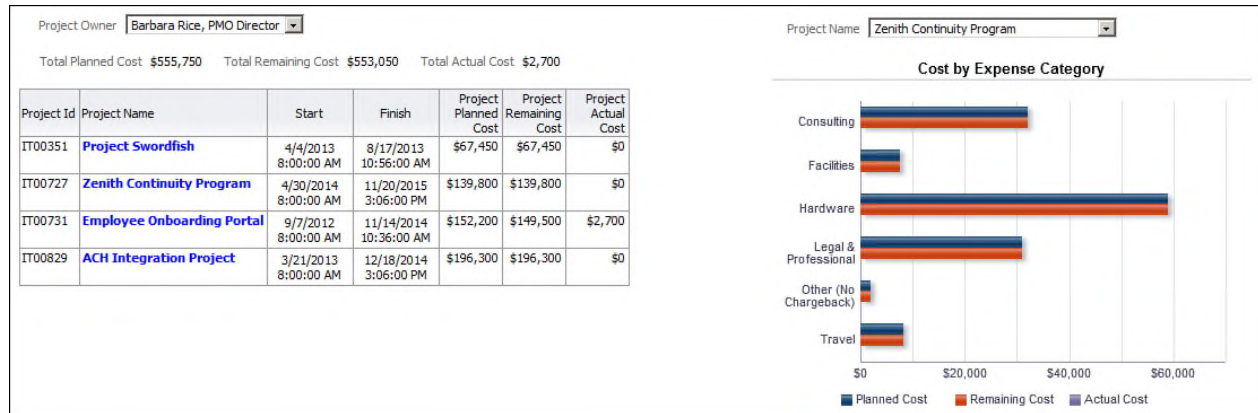 Project Owner Barbara Rice, PMO Director
Total Planned Cost $555,750 Total Remaining Cost $553,050 Total Actual Cost $2,700
Project Id Project Name Start Finish Project Planned Cost Project Remaining Cost Project Actual Cost
IT00351 Project Swordfish 4/4/2013 8:00:00 AM 8/17/2013 10:56:00 AM $67,450 $67,450 $0
IT00727 Zenith Continuity Program 4/30/2014 8:00:00 AM 11/20/2015 3:06:00 PM $139,800 $139,800 $0
IT00731 Employee Onboarding Portal 9/7/2012 8:00:00 AM 11/14/2014 10:36:00 AM $152,200 $149,500 $2,700
IT00829 ACH Integration Project 3/21/2013 8:00:00 AM 12/18/2014 3:06:00 PM $196,300 $196,300 $0
Project Name Zenith Continuity Program
Cost by Expense Category
Consulting
Facilities
Hardware
Legal &
Professional
Other (No
Chargeback)
Travel
$0 $20,000 $40,000 $60,000
Planned Cost Remaining Cost Actual Cost